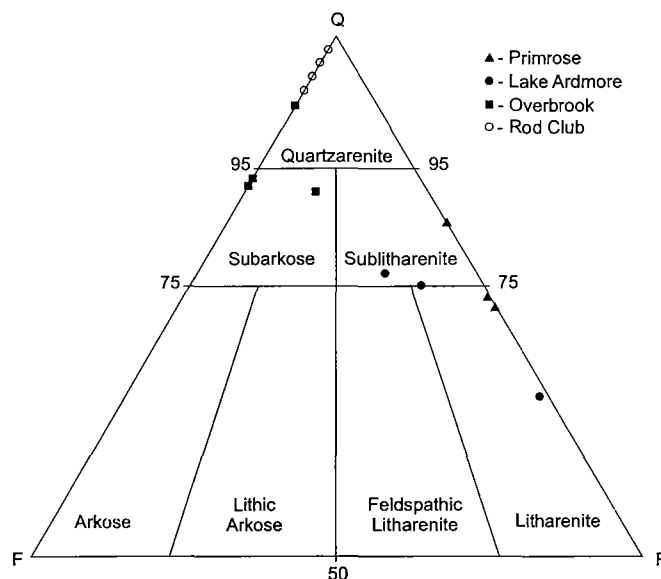 Q
▲ - Primrose
● - Lake Ardmore
■ - Overbrook
○ - Rod Club
95 Quartzarenite 95
Subarkose Sublitharenite
75 75
Arkose
Lithic
Arkose
Feldspathic
Litharenite
Litharenite
F
50